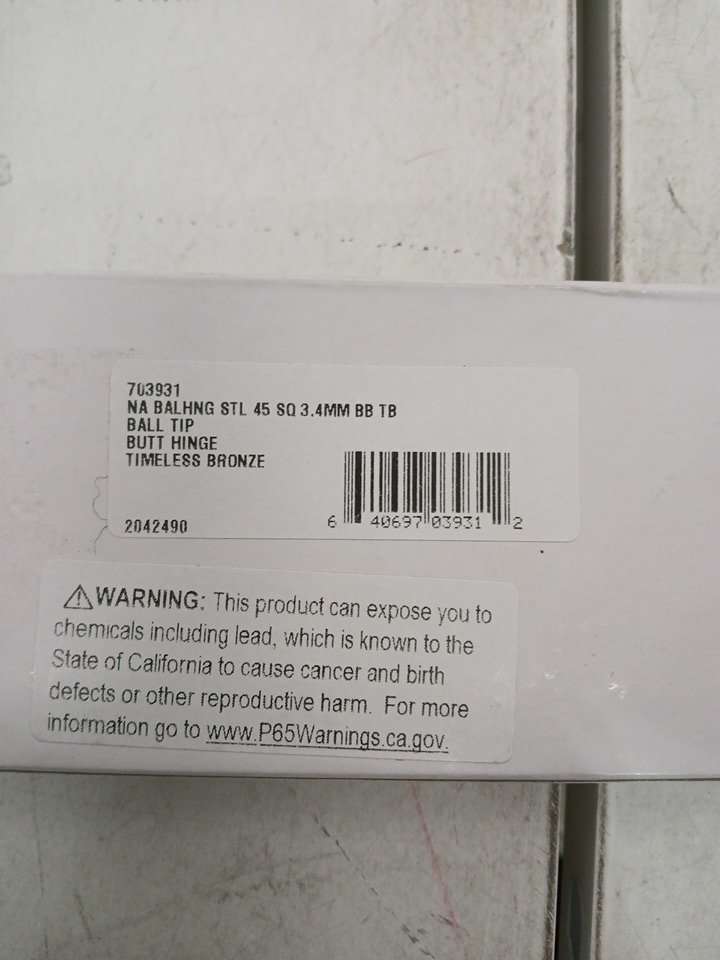 703931
NA BALHNG STL 45 SQ 3.4MM BB TB
BALL TIP
BUTT HINGE
TIMELESS BRONZE
2042490
6 40697 03931 2
⚠WARNING: This product can expose you to
chemicals including lead, which is known to the
State of California to cause cancer and birth
defects or other reproductive harm. For more
information go to www.P65Warnings.ca.gov.